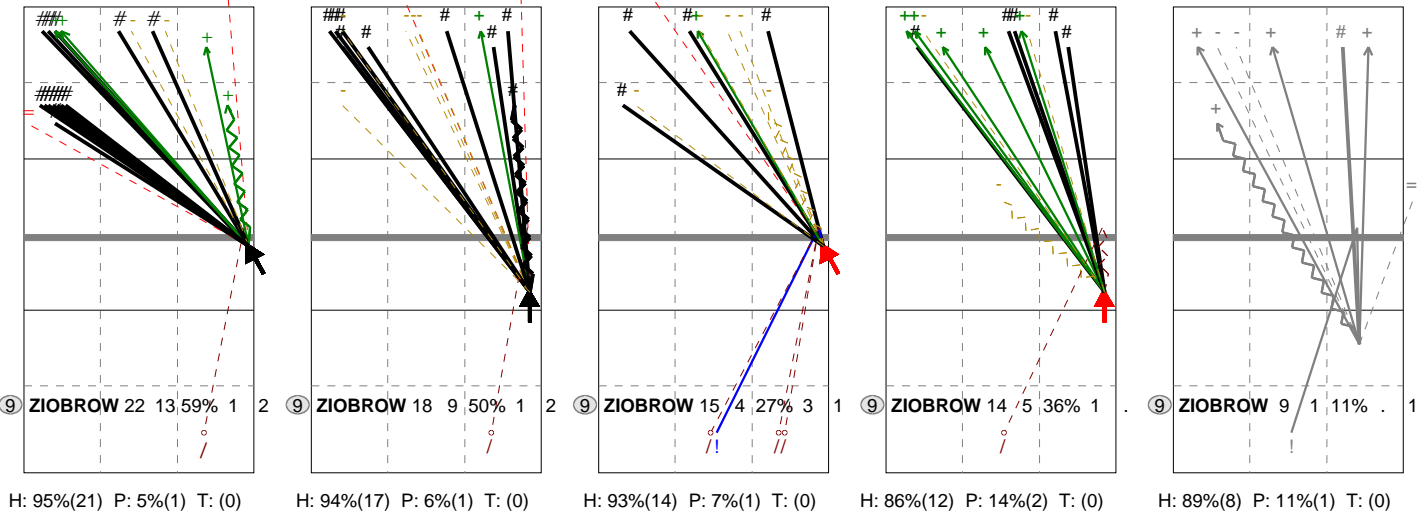 9 ZIOBROW 22 13 59% 1 2
9 ZIOBROW 18 9 50% 1 2
9 ZIOBROW 15 4 27% 3 1
9 ZIOBROW 14 5 36% 1 .
9 ZIOBROW 9 1 11% . 1
H: 95%(21) P: 5%(1) T: (0)
H: 94%(17) P: 6%(1) T: (0)
H: 93%(14) P: 7%(1) T: (0)
H: 86%(12) P: 14%(2) T: (0)
H: 89%(8) P: 11%(1) T: (0)